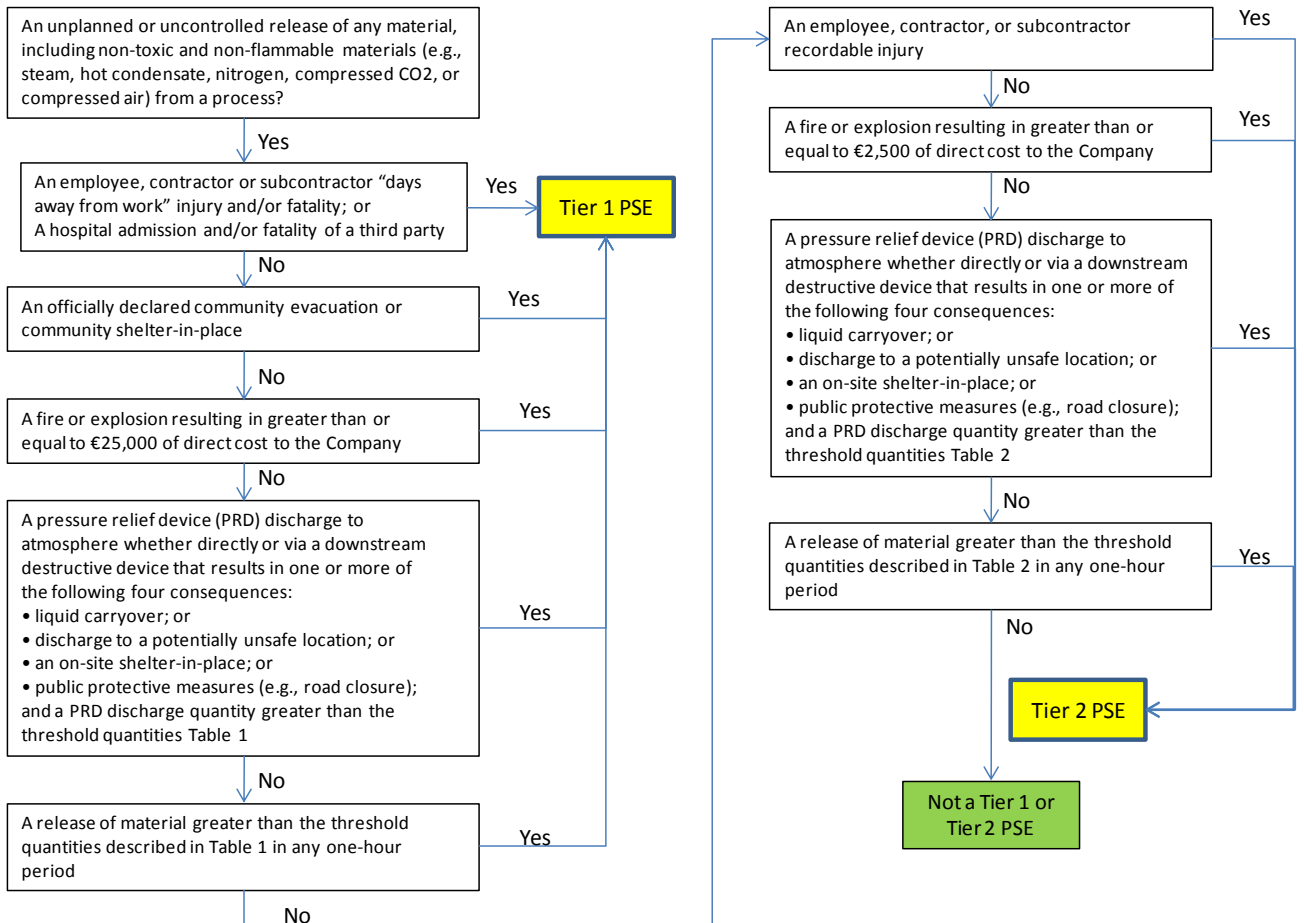 An unplanned or uncontrolled release of any material,
including non-toxic and non-flammable materials (e.g.,
steam, hot condensate, nitrogen, compressed CO2, or
compressed air) from a process?
Yes
An employee, contractor or subcontractor “days
away from work” injury and/or fatality; or
A hospital admission and/or fatality of a third party
Yes
Tier 1 PSE
No
An officially declared community evacuation or
community shelter-in-place
Yes
No
A fire or explosion resulting in greater than or
equal to €25,000 of direct cost to the Company
Yes
No
A pressure relief device (PRD) discharge to
atmosphere whether directly or via a downstream
destructive device that results in one or more of
the following four consequences:
• liquid carryover; or
• discharge to a potentially unsafe location; or
• an on-site shelter-in-place; or
• public protective measures (e.g., road closure);
and a PRD discharge quantity greater than the
threshold quantities Table 1
Yes
No
A release of material greater than the threshold
quantities described in Table 1 in any one-hour
period
Yes
No
An employee, contractor, or subcontractor
recordable injury
Yes
No
A fire or explosion resulting in greater than or
equal to €2,500 of direct cost to the Company
Yes
No
A pressure relief device (PRD) discharge to
atmosphere whether directly or via a downstream
destructive device that results in one or more of
the following four consequences:
• liquid carryover; or
• discharge to a potentially unsafe location; or
• an on-site shelter-in-place; or
• public protective measures (e.g., road closure);
and a PRD discharge quantity greater than the
threshold quantities Table 2
Yes
No
A release of material greater than the threshold
quantities described in Table 2 in any one-hour
period
Yes
No
Tier 2 PSE
Not a Tier 1 or
Tier 2 PSE